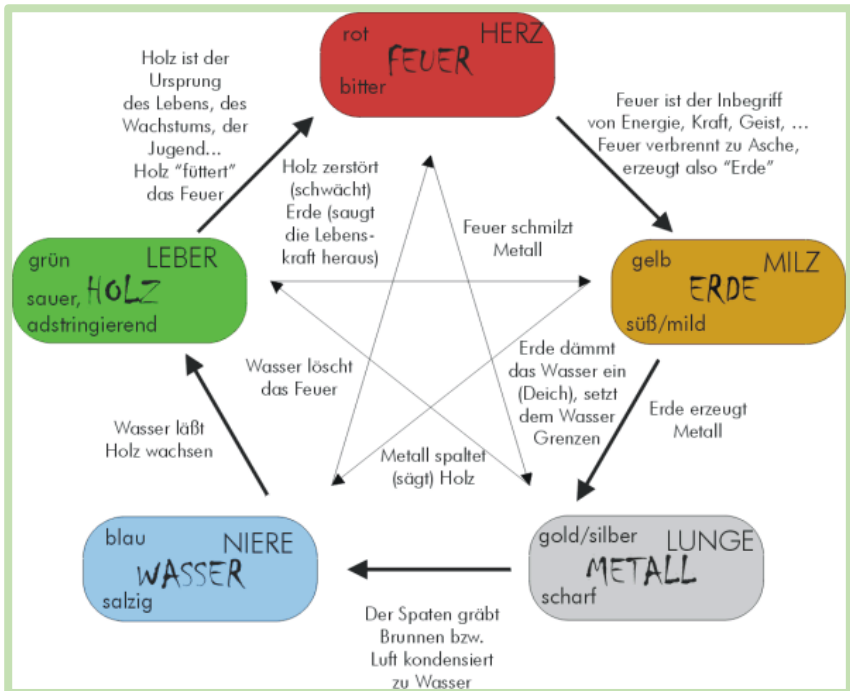 rot HERZ
FEUER
bitter
Holz ist der
Ursprung
des Lebens, des
Wachstums, der
Jugend...
Holz "füttert"
das Feuer
Feuer ist der Inbegriff
von Energie, Kraft, Geist, ...
Feuer verbrennt zu Asche,
erzeugt also "Erde"
Holz zerstört
(schwächt)
Erde (saugt
die Lebens-
kraft heraus)
Feuer schmilzt
Metall
grün LEBER
sauer, HOLZ
adstringierend
gelb MILZ
ERDE
süß/mild
Wasser löscht
das Feuer
Erde dämmt
das Wasser ein
(Deich), setzt
dem Wasser
Grenzen
Erde erzeugt
Metall
Wasser läßt
Holz wachsen
Metall spaltet
(sägt) Holz
blau NIERE
WASSER
salzig
gold/silber LUNGE
METALL
scharf
Der Spaten gräbt
Brunnen bzw.
Luft kondensiert
zu Wasser